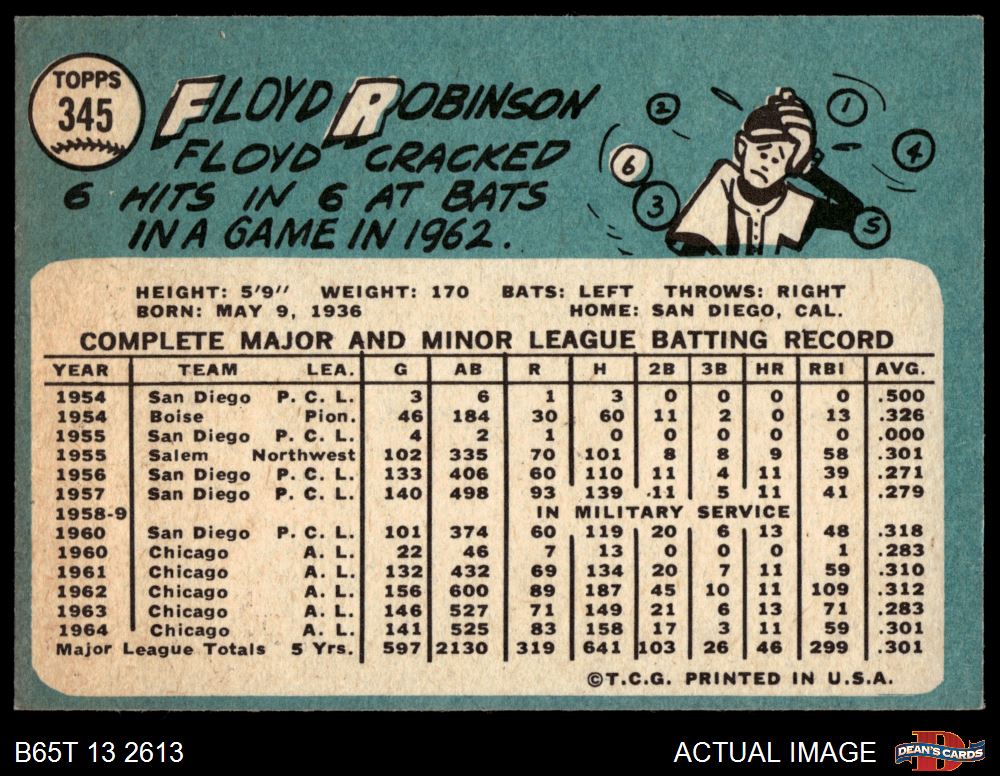 TOPPS
345
FLOYD ROBINSON
FLOYD CRACKED
6 HITS IN 6 AT BATS
IN A GAME IN 1962.
2
1
4
6
3
5
HEIGHT: 5'9" WEIGHT: 170 BATS: LEFT THROWS: RIGHT
BORN: MAY 9, 1936 HOME: SAN DIEGO, CAL.
COMPLETE MAJOR AND MINOR LEAGUE BATTING RECORD
YEAR TEAM LEA. G AB R H 2B 3B HR RBI AVG.
1954 San Diego P. C. L. 3 6 1 3 0 0 0 0 .500
1954 Boise Pion. 46 184 30 60 11 2 0 13 .326
1955 San Diego P. C. L. 4 2 1 0 0 0 0 0 .000
1955 Salem Northwest 102 335 70 101 8 8 9 58 .301
1956 San Diego P. C. L. 133 406 60 110 11 4 11 39 .271
1957 San Diego P. C. L. 140 498 93 139 11 5 11 41 .279
1958-9 IN MILITARY SERVICE
1960 San Diego P. C. L. 101 374 60 119 20 6 13 48 .318
1960 Chicago A. L. 22 46 7 13 0 0 0 1 .283
1961 Chicago A. L. 132 432 69 134 20 7 11 59 .310
1962 Chicago A. L. 156 600 89 187 45 10 11 109 .312
1963 Chicago A. L. 146 527 71 149 21 6 13 71 .283
1964 Chicago A. L. 141 525 83 158 17 3 11 59 .301
Major League Totals 5 Yrs. 597 2130 319 641 103 26 46 299 .301
©T.C.G. PRINTED IN U.S.A.
B65T 13 2613 ACTUAL IMAGE DEAN'S CARDS